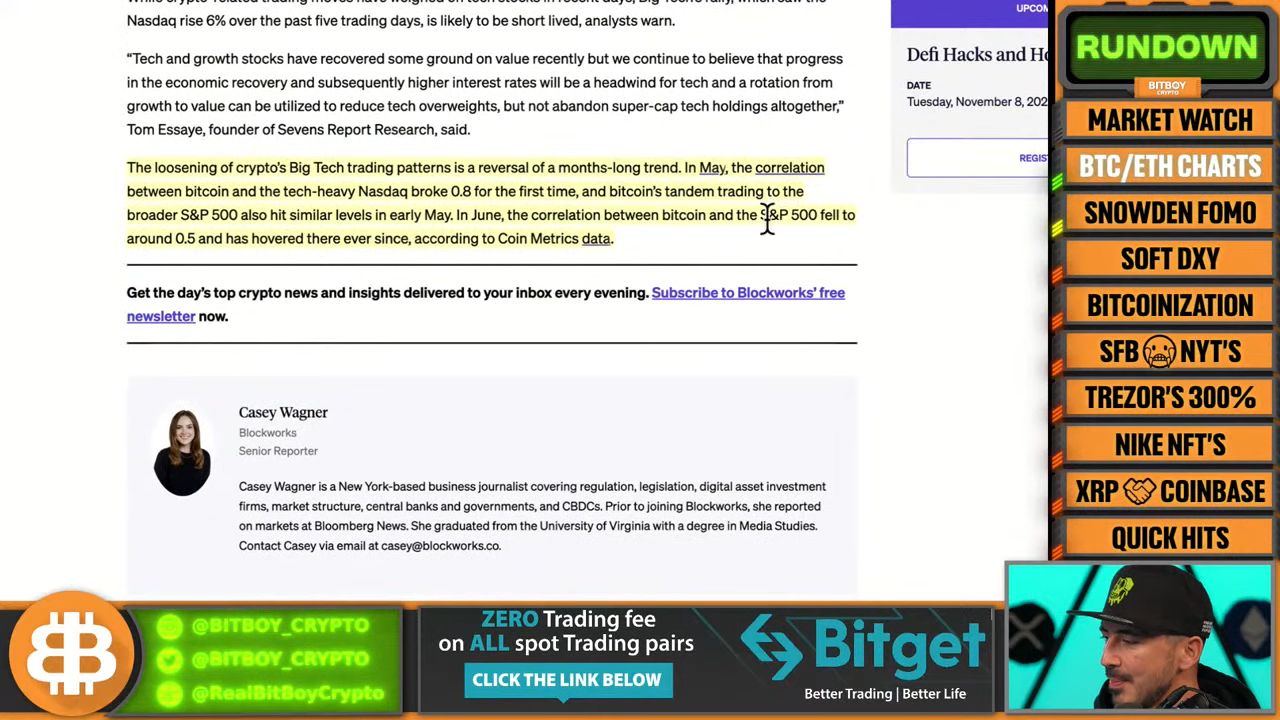 While crypto-related trading moves have weighed on tech stocks in recent days, Big Tech's rally, which saw the
Nasdaq rise 6% over the past five trading days, is likely to be short lived, analysts warn.
“Tech and growth stocks have recovered some ground on value recently but we continue to believe that progress
in the economic recovery and subsequently higher interest rates will be a headwind for tech and a rotation from
growth to value can be utilized to reduce tech overweights, but not abandon super-cap tech holdings altogether,”
Tom Essaye, founder of Sevens Report Research, said.
The loosening of crypto's Big Tech trading patterns is a reversal of a months-long trend. In May, the correlation
between bitcoin and the tech-heavy Nasdaq broke 0.8 for the first time, and bitcoin's tandem trading to the
broader S&P 500 also hit similar levels in early May. In June, the correlation between bitcoin and the S&P 500 fell to
around 0.5 and has hovered there ever since, according to Coin Metrics data.
Get the day's top crypto news and insights delivered to your inbox every evening. Subscribe to Blockworks' free
newsletter now.
Casey Wagner
Blockworks
Senior Reporter
Casey Wagner is a New York-based business journalist covering regulation, legislation, digital asset investment
firms, market structure, central banks and governments, and CBDCs. Prior to joining Blockworks, she reported
on markets at Bloomberg News. She graduated from the University of Virginia with a degree in Media Studies.
Contact Casey via email at casey@blockworks.co.
UPCOM
Defi Hacks and Ho
DATE
Tuesday, November 8, 202
REGIS
RUNDOWN
BITBOY
CRYPTO
MARKET WATCH
BTC/ETH CHARTS
SNOWDEN FOMO
SOFT DXY
BITCOINIZATION
SFB NYT'S
TREZOR'S 300%
NIKE NFT'S
XRP COINBASE
QUICK HITS
@BITBOY_CRYPTO
@BITBOY_CRYPTO
@RealBitBoyCrypto
ZERO Trading fee
on ALL spot Trading pairs
CLICK THE LINK BELOW
Bitget
Better Trading | Better Life